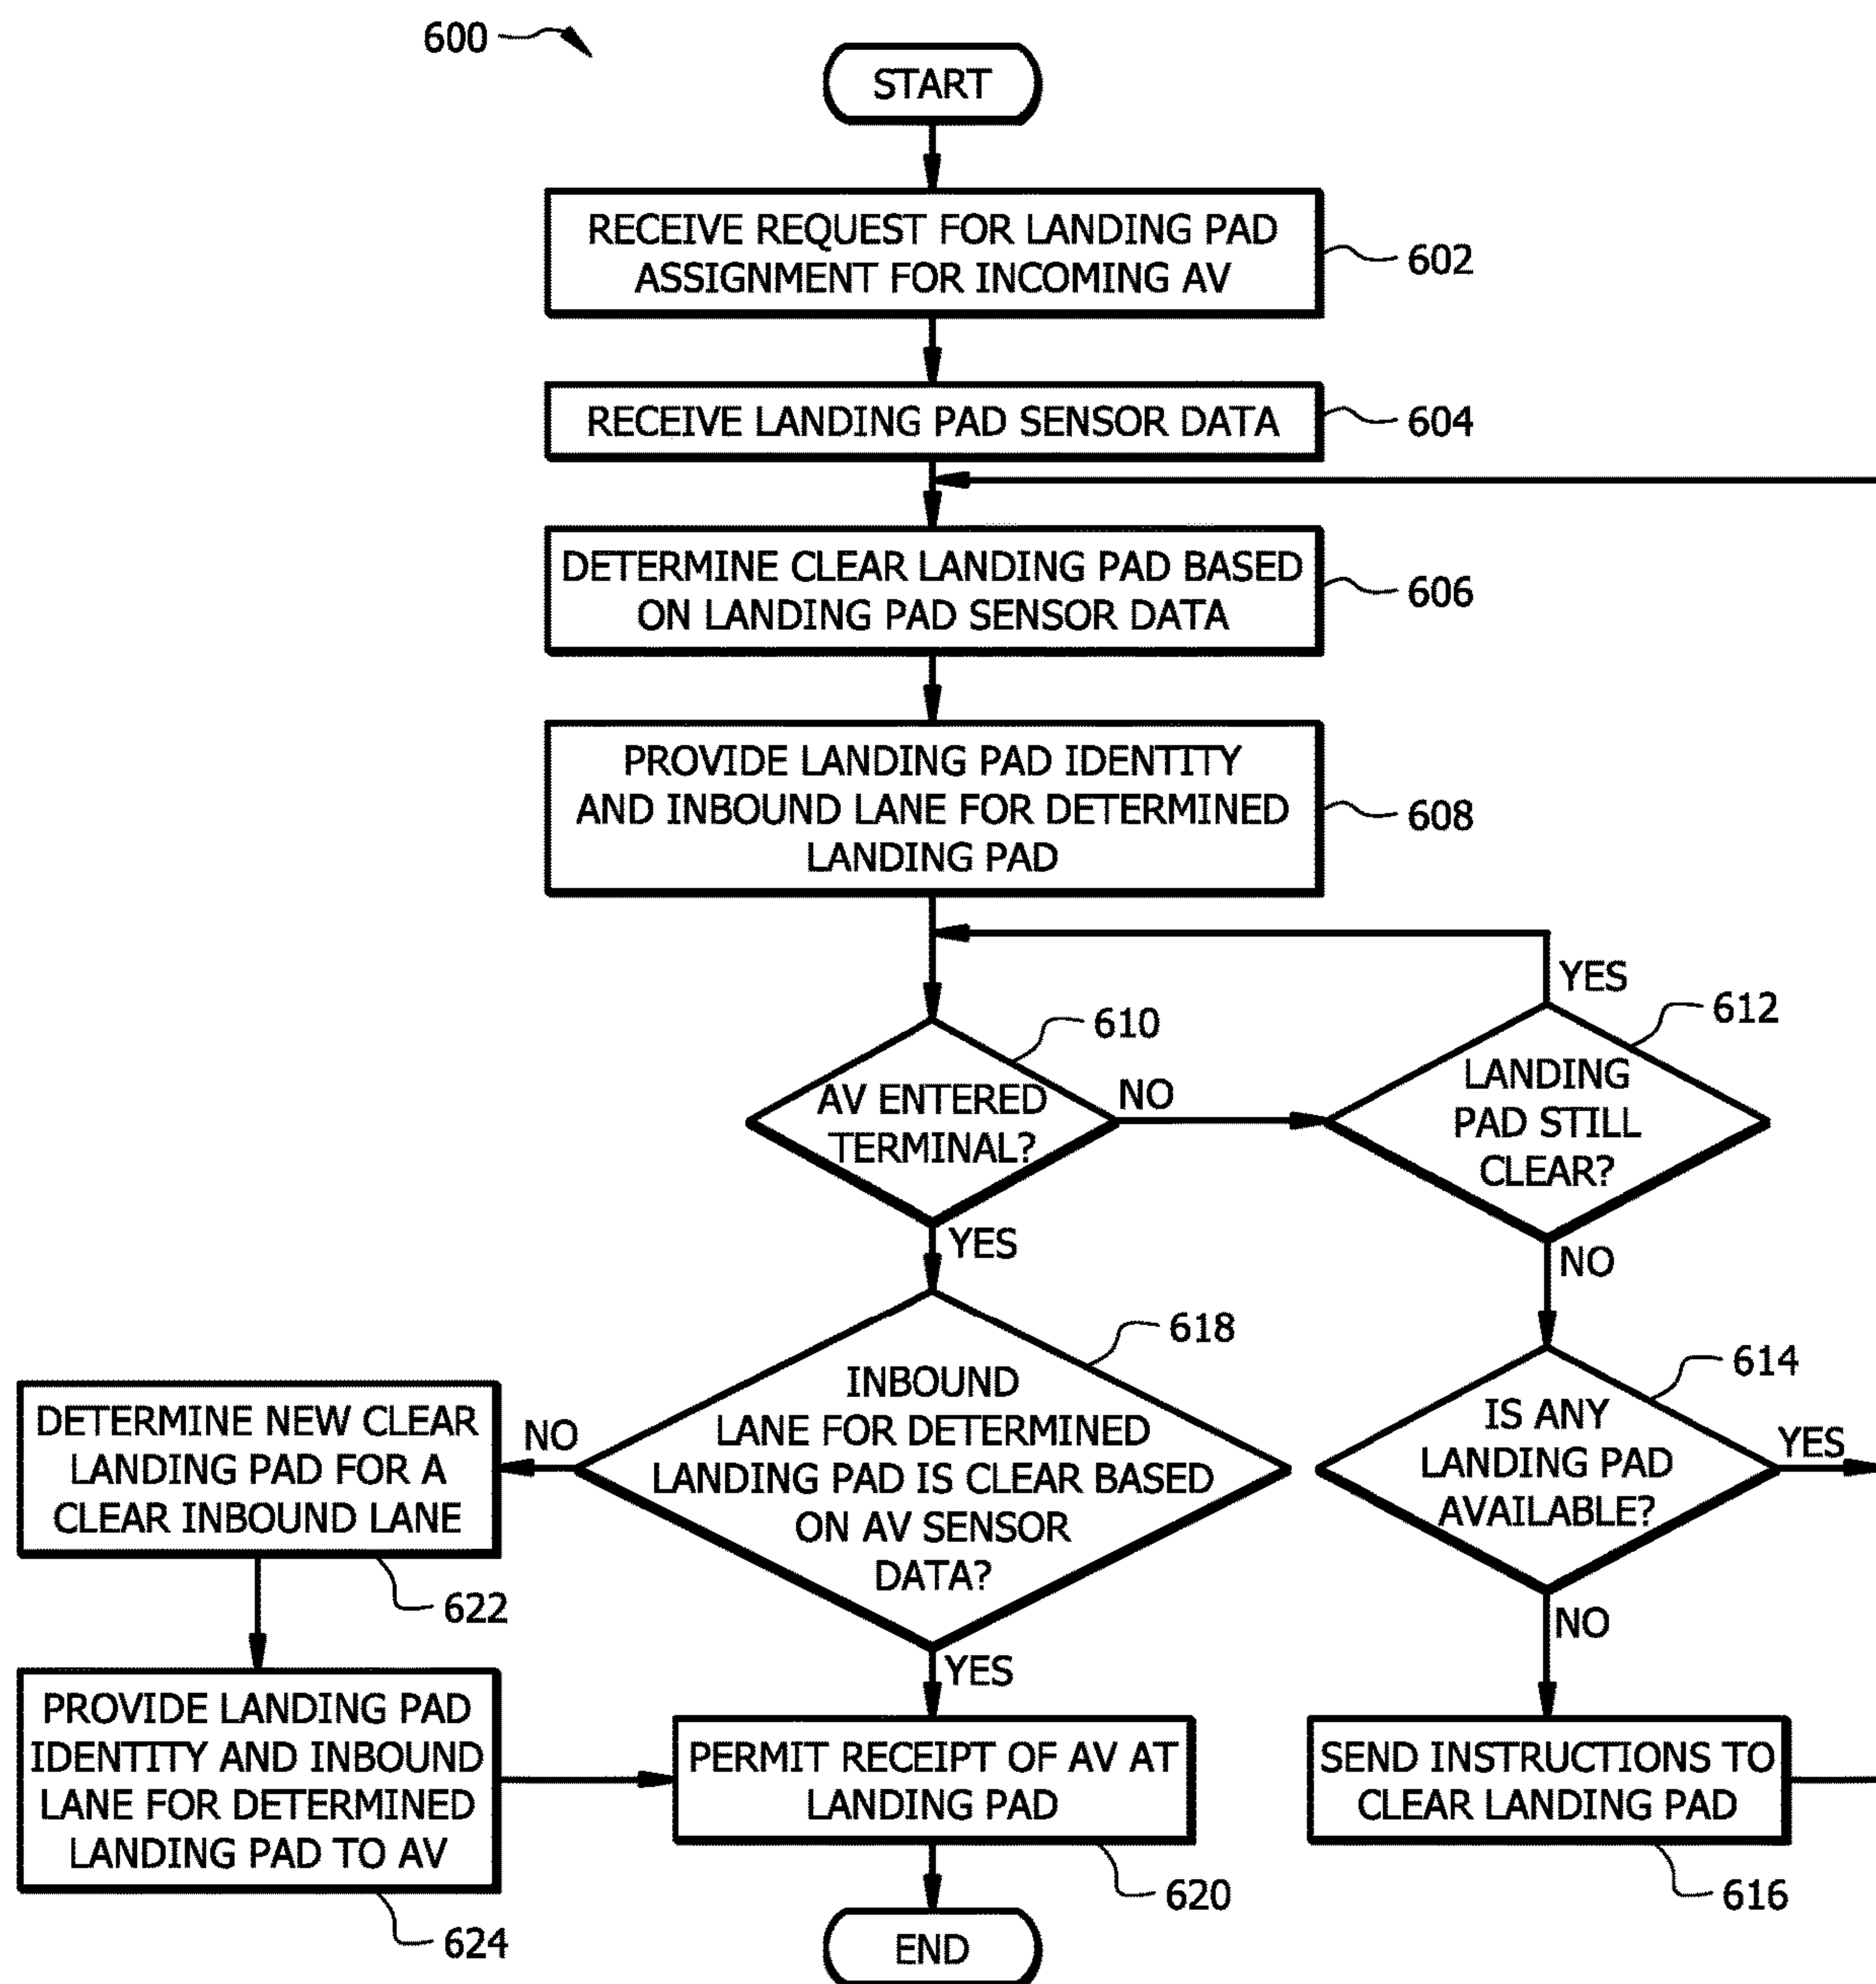 600
START
RECEIVE REQUEST FOR LANDING PAD
ASSIGNMENT FOR INCOMING AV
602
RECEIVE LANDING PAD SENSOR DATA
604
DETERMINE CLEAR LANDING PAD BASED
ON LANDING PAD SENSOR DATA
606
PROVIDE LANDING PAD IDENTITY
AND INBOUND LANE FOR DETERMINED
LANDING PAD
608
AV ENTERED
TERMINAL?
610
NO
YES
LANDING
PAD STILL
CLEAR?
612
YES
NO
INBOUND
LANE FOR DETERMINED
LANDING PAD IS CLEAR BASED
ON AV SENSOR
DATA?
618
NO
YES
IS ANY
LANDING PAD
AVAILABLE?
614
YES
NO
DETERMINE NEW CLEAR
LANDING PAD FOR A
CLEAR INBOUND LANE
622
PROVIDE LANDING PAD
IDENTITY AND INBOUND
LANE FOR DETERMINED
LANDING PAD TO AV
624
PERMIT RECEIPT OF AV AT
LANDING PAD
620
SEND INSTRUCTIONS TO
CLEAR LANDING PAD
616
END